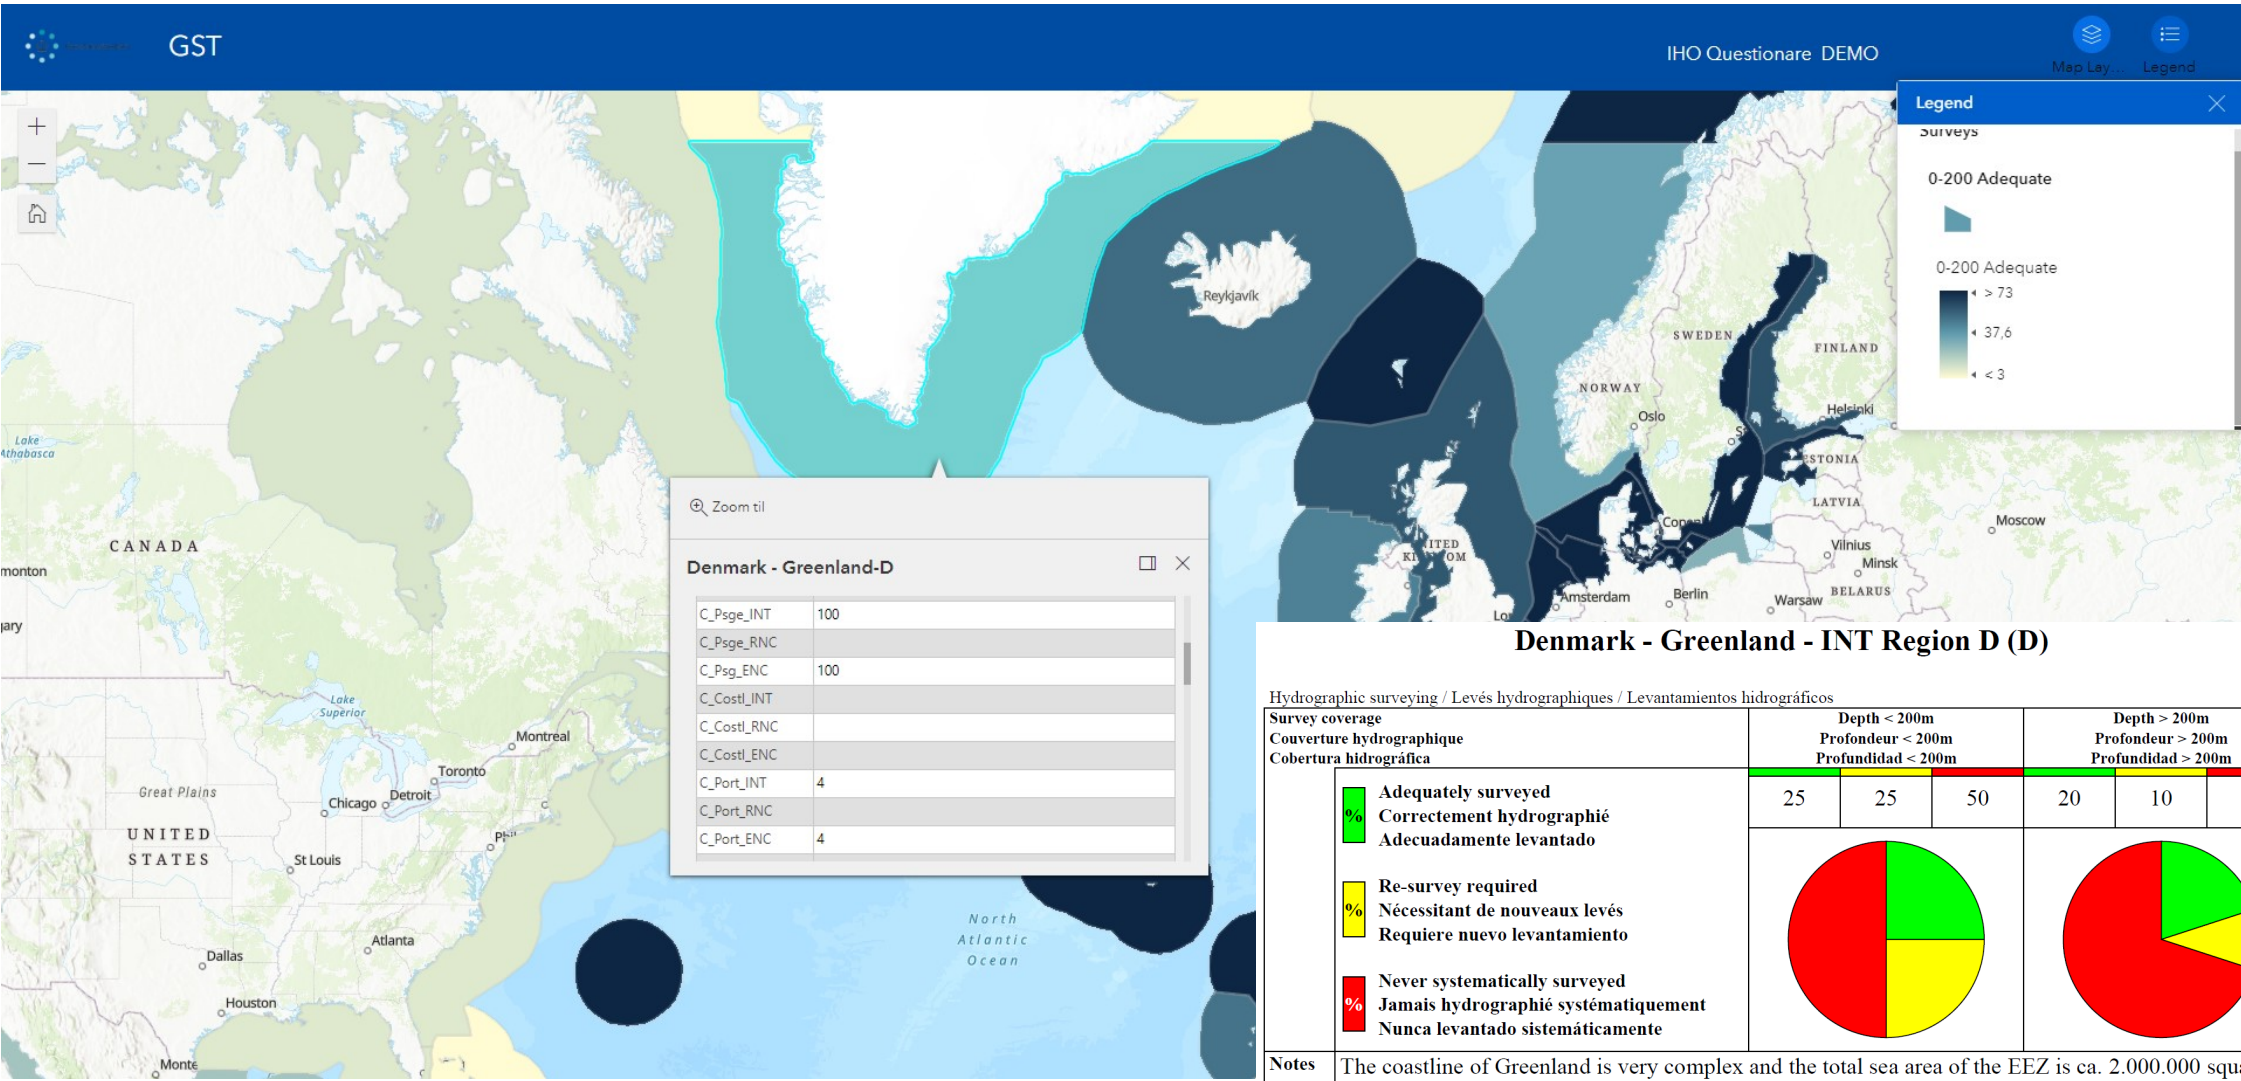 GST
IHO Questionare DEMO
Map Lay...
Legend
Legend
Surveys
0-200 Adequate
0-200 Adequate
> 73
37,6
< 3
Reykjavík
SWEDEN
FINLAND
NORWAY
Oslo
Helsinki
ESTONIA
LATVIA
Moscow
Vilnius
Minsk
BELARUS
Warsaw
Berlin
Amsterdam
Lake
Athabasca
CANADA
monton
gary
Lake
Superior
Montreal
Toronto
Detroit
Chicago
Great Plains
UNITED
STATES
St Louis
Atlanta
Dallas
Houston
Monte
North
Atlantic
Ocean
Zoom til
Denmark - Greenland-D
C_Psge_INT 100
C_Psge_RNC
C_Psg_ENC 100
C_Costl_INT
C_Costl_RNC
C_Costl_ENC
C_Port_INT 4
C_Port_RNC
C_Port_ENC 4
Denmark - Greenland - INT Region D (D)
Hydrographic surveying / Levés hydrographiques / Levantamientos hidrográficos
Survey coverage
Couverture hydrographique
Cobertura hidrográfica
Depth < 200m
Profondeur < 200m
Profundidad < 200m
Depth > 200m
Profondeur > 200m
Profundidad > 200m
25 25 50 20 10
% Adequately surveyed
Correctement hydrographié
Adecuadamente levantado
% Re-survey required
Nécessitant de nouveaux levés
Requiere nuevo levantamiento
% Never systematically surveyed
Jamais hydrographié systématiquement
Nunca levantado sistemáticamente
Notes The coastline of Greenland is very complex and the total sea area of the EEZ is ca. 2.000.000 squa